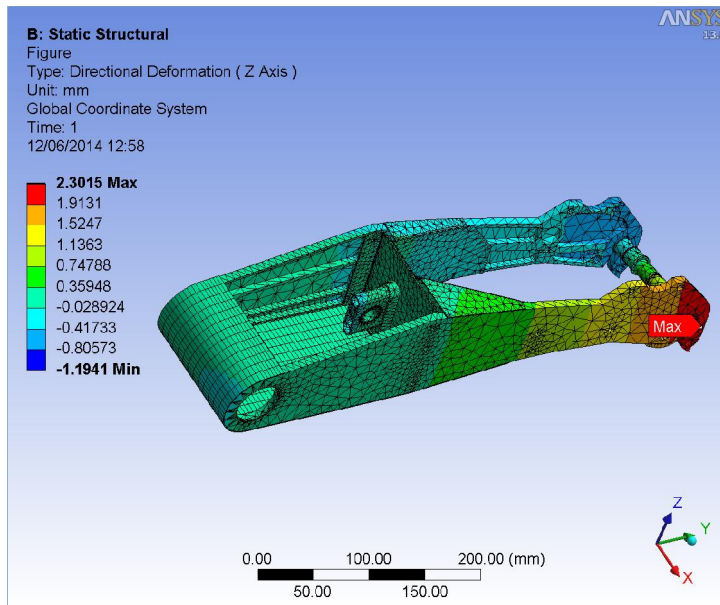 B: Static Structural
Figure
Type: Directional Deformation ( Z Axis )
Unit: mm
Global Coordinate System
Time: 1
12/06/2014 12:58
ANSYS
13.
2.3015 Max
1.9131
1.5247
1.1363
0.74788
0.35948
-0.028924
-0.41733
-0.80573
-1.1941 Min
Max
Z
Y
X
0.00 100.00 200.00 (mm)
50.00 150.00